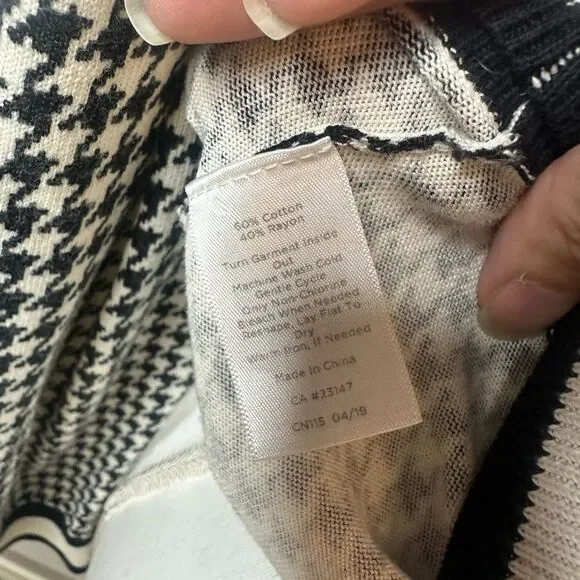 60% Cotton
40% Rayon
Turn Garment Inside
Out
Machine Wash Cold
Gentle Cycle
Only Non-Chlorine
Bleach When Needed
Reshape, Lay Flat To
Dry
Warm Iron, If Needed
Made in China
CA #23147
CN115 04/18